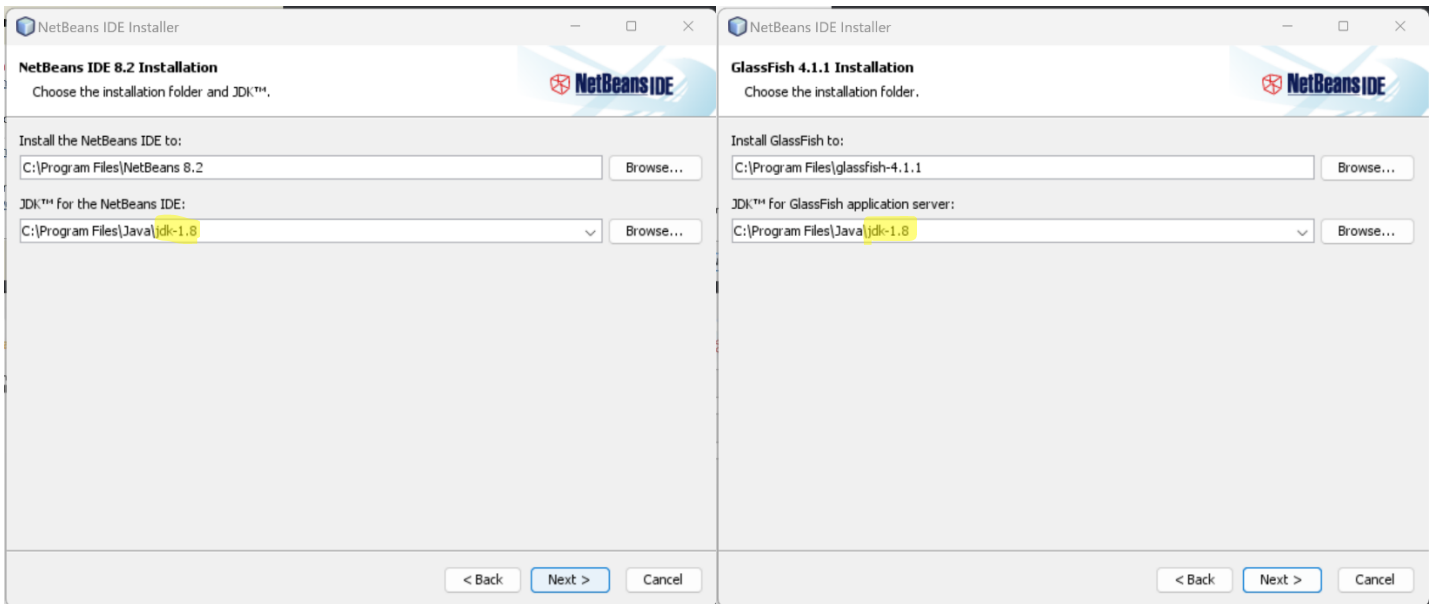 NetBeans IDE Installer
NetBeans IDE 8.2 Installation
Choose the installation folder and JDK™.
NetBeans IDE
Install the NetBeans IDE to:
C:\Program Files\NetBeans 8.2
Browse...
JDK™ for the NetBeans IDE:
C:\Program Files\Java\jdk-1.8
Browse...
< Back
Next >
Cancel
NetBeans IDE Installer
GlassFish 4.1.1 Installation
Choose the installation folder.
NetBeans IDE
Install GlassFish to:
C:\Program Files\glassfish-4.1.1
Browse...
JDK™ for GlassFish application server:
C:\Program Files\Java\jdk-1.8
Browse...
< Back
Next >
Cancel